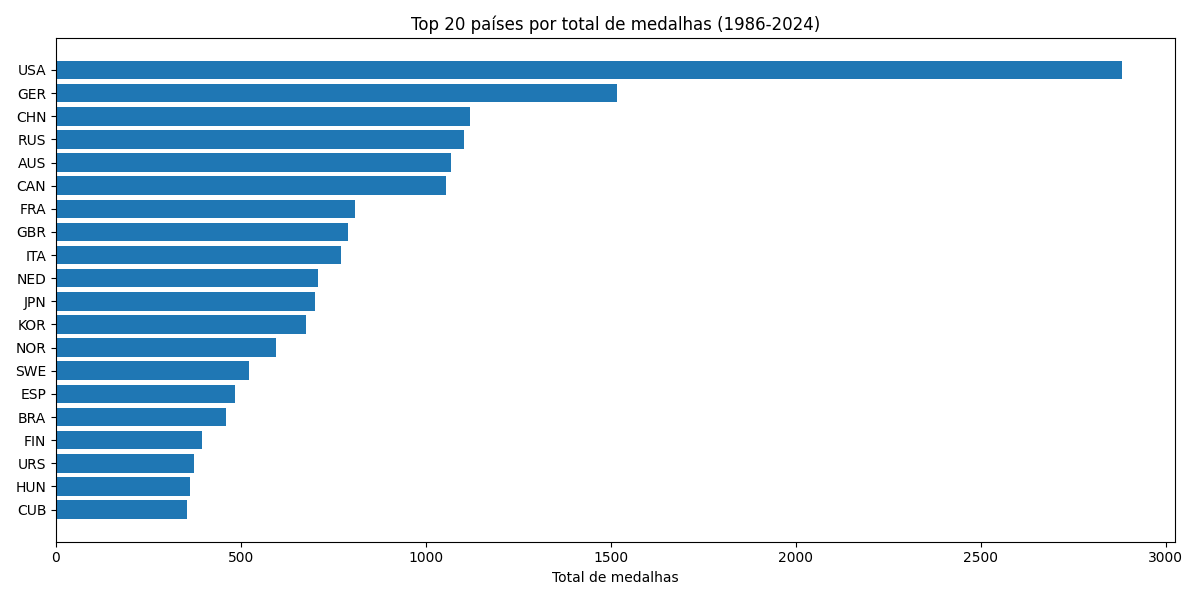 Top 20 países por total de medalhas (1986-2024)
USA
GER
CHN
RUS
AUS
CAN
FRA
GBR
ITA
NED
JPN
KOR
NOR
SWE
ESP
BRA
FIN
URS
HUN
CUB
0 500 1000 1500 2000 2500 3000
Total de medalhas